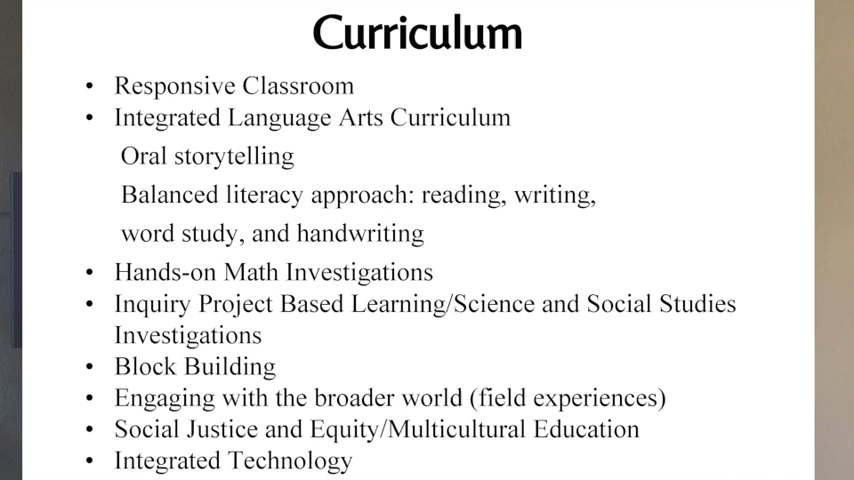 Curriculum
• Responsive Classroom
• Integrated Language Arts Curriculum
Oral storytelling
Balanced literacy approach: reading, writing,
word study, and handwriting
• Hands-on Math Investigations
• Inquiry Project Based Learning/Science and Social Studies
Investigations
• Block Building
• Engaging with the broader world (field experiences)
• Social Justice and Equity/Multicultural Education
• Integrated Technology